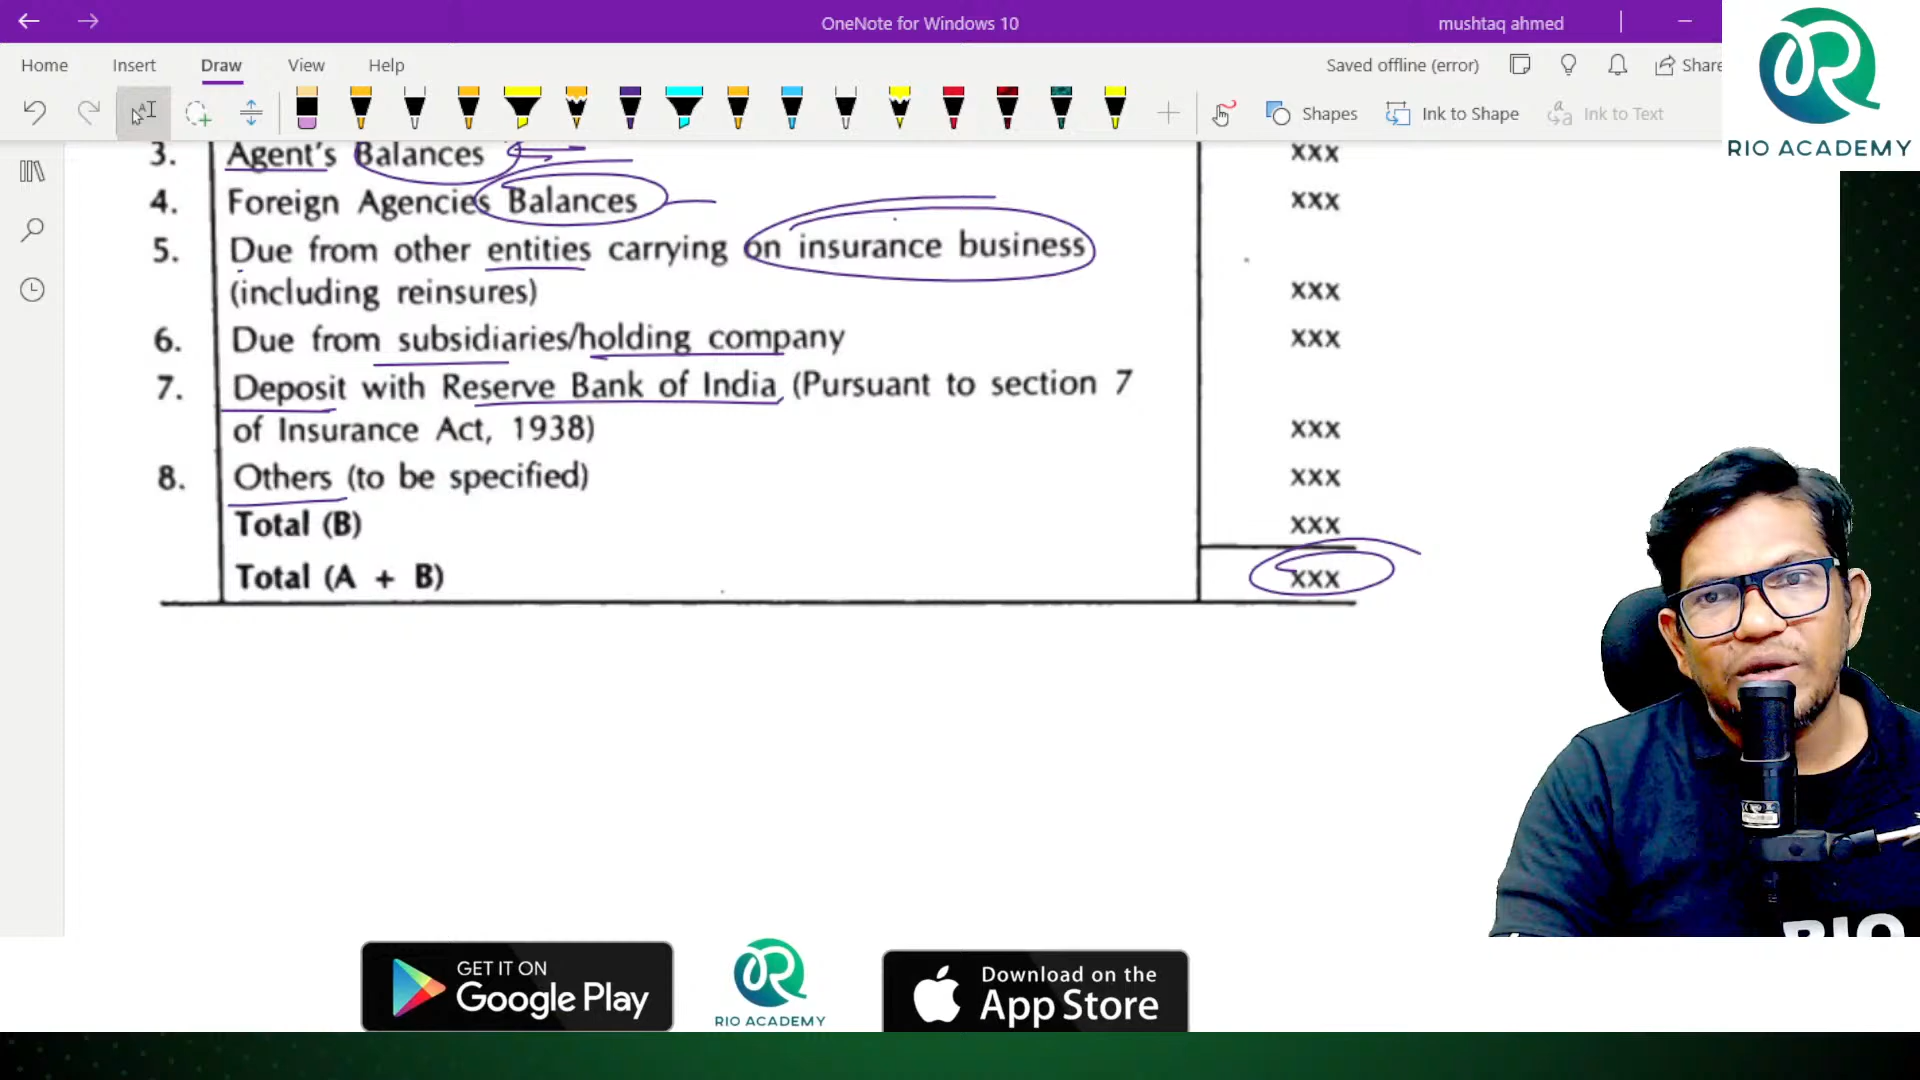 OneNote for Windows 10
mushtaq ahmed
Home Insert Draw View Help
Saved offline (error)
Share
Shapes
Ink to Shape
Ink to Text
RIO ACADEMY
3. Agent's Balances xxx
4. Foreign Agencies Balances xxx
5. Due from other entities carrying on insurance business
(including reinsures) xxx
6. Due from subsidiaries/holding company xxx
7. Deposit with Reserve Bank of India (Pursuant to section 7
of Insurance Act, 1938) xxx
8. Others (to be specified) xxx
Total (B) xxx
Total (A + B) xxx
GET IT ON
Google Play
RIO ACADEMY
Download on the
App Store